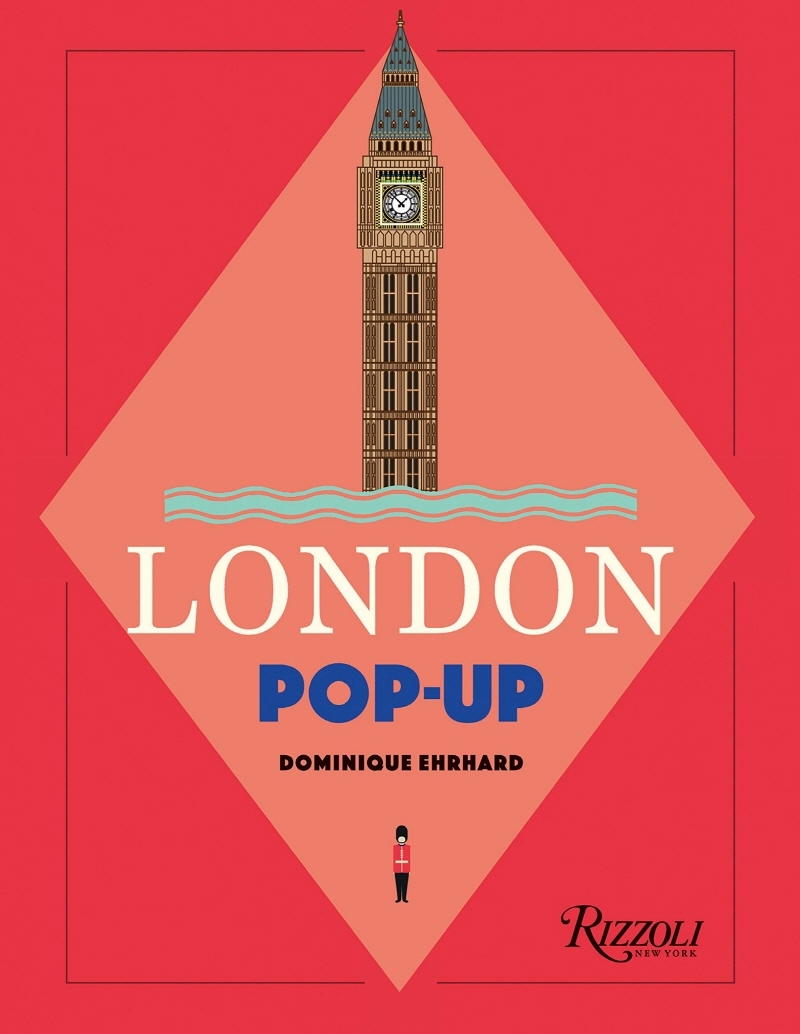 LONDON
POP-UP
DOMINIQUE EHRHARD
RIZZOLI
NEW YORK